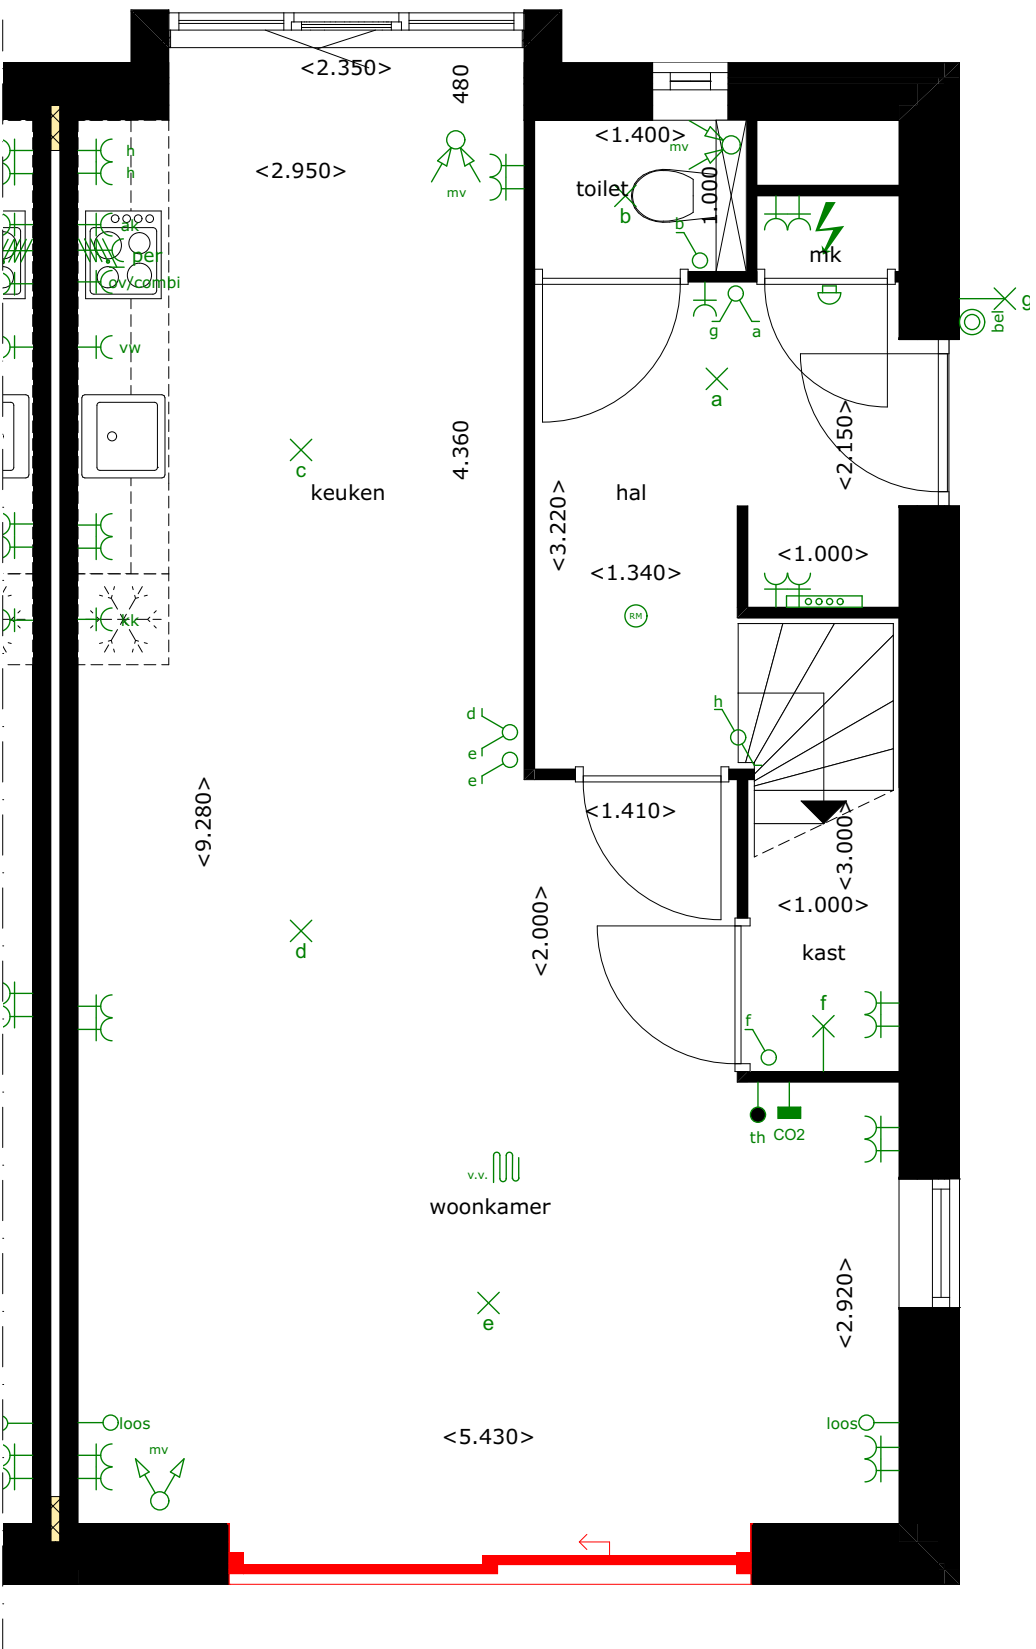 <2.350>
480
<2.950>
mv
<1.400>
mv
toilet
1.000
b
b
mk
h
h
ak
per
ov/combi
vw
g
bel
g
a
a
<2.150>
4.360
c
keuken
hal
<3.220>
<1.340>
<1.000>
RM
kk
h
d
e
e
<9.280>
<1.410>
<3.000>
<1.000>
<2.000>
d
kast
f
f
th
CO2
v.v.
woonkamer
<2.920>
e
loos
loos
<5.430>
mv